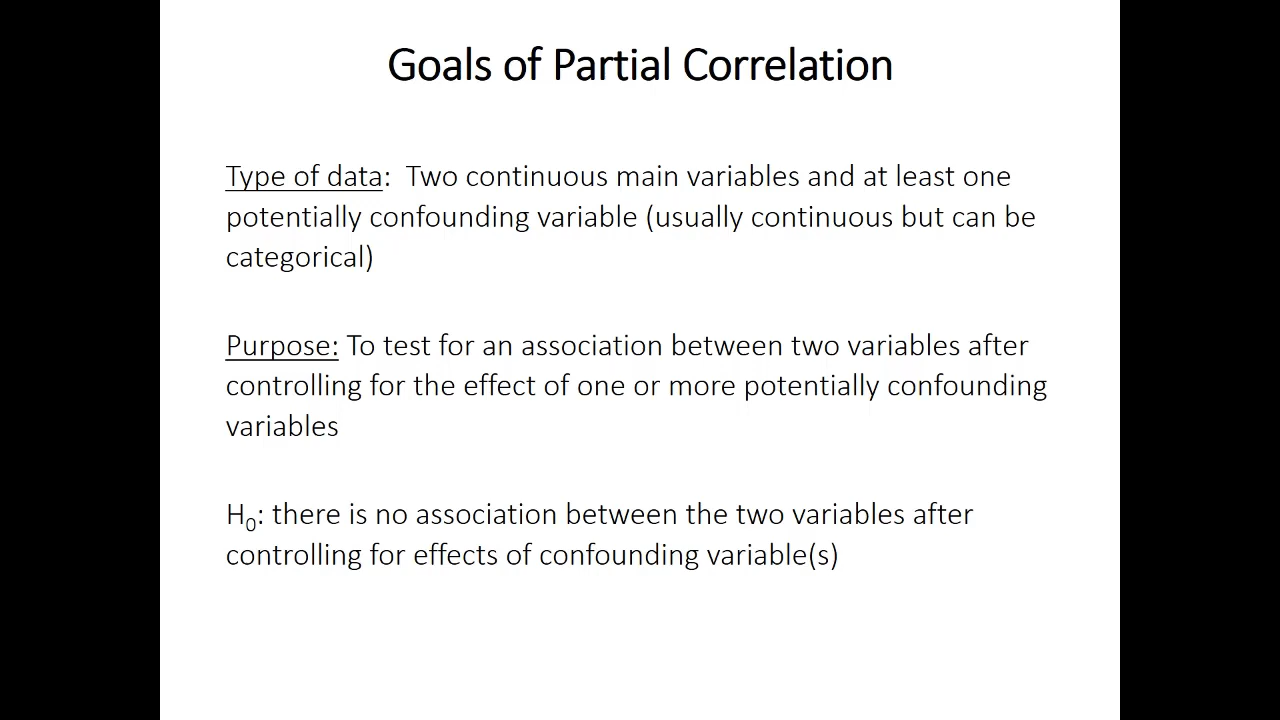 Goals of Partial Correlation
Type of data:  Two continuous main variables and at least one
potentially confounding variable (usually continuous but can be
categorical)
Purpose: To test for an association between two variables after
controlling for the effect of one or more potentially confounding
variables
H₀: there is no association between the two variables after
controlling for effects of confounding variable(s)